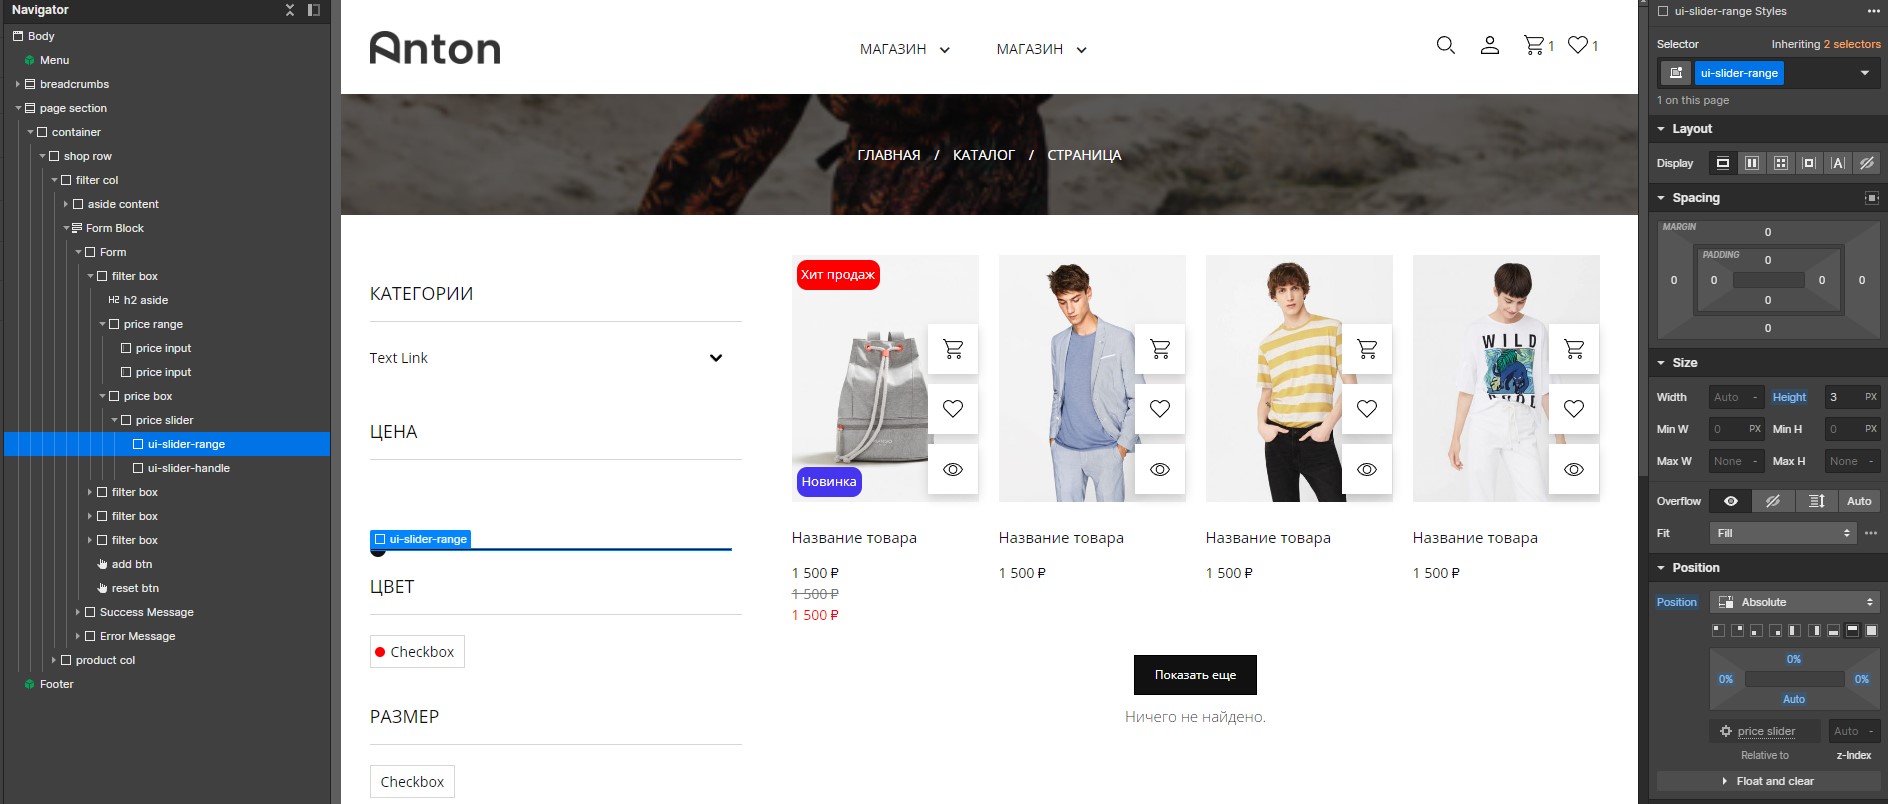 Navigator
Body
Menu
breadcrumbs
page section
container
shop row
filter col
aside content
Form Block
Form
filter box
H2 h2 aside
price range
price input
price input
price box
price slider
ui-slider-range
ui-slider-handle
filter box
filter box
filter box
add btn
reset btn
Success Message
Error Message
product col
Footer
Anton
МАГАЗИН
МАГАЗИН
1
1
ГЛАВНАЯ / КАТАЛОГ / СТРАНИЦА
КАТЕГОРИИ
Text Link
ЦЕНА
ui-slider-range
ЦВЕТ
Checkbox
РАЗМЕР
Checkbox
Хит продаж
Новинка
WILD
Название товара
1 500 ₽
1 500 ₽
1 500 ₽
Название товара
1 500 ₽
Название товара
1 500 ₽
Название товара
1 500 ₽
Показать еще
Ничего не найдено.
ui-slider-range Styles
Selector Inheriting 2 selectors
ui-slider-range
1 on this page
Layout
Display
Spacing
MARGIN
0
PADDING
0
0 0 0 0
0
0
Size
Width Auto - Height 3 PX
Min W 0 PX Min H 0 PX
Max W None - Max H None -
Overflow Auto
Fit Fill
Position
Position Absolute
0%
0% 0%
Auto
price slider Auto -
Relative to z-Index
Float and clear